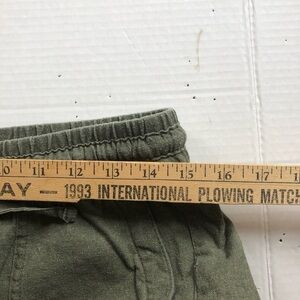 10 11 12 13 14 15 16 17
AY — 1993 INTERNATIONAL PLOWING MATCH